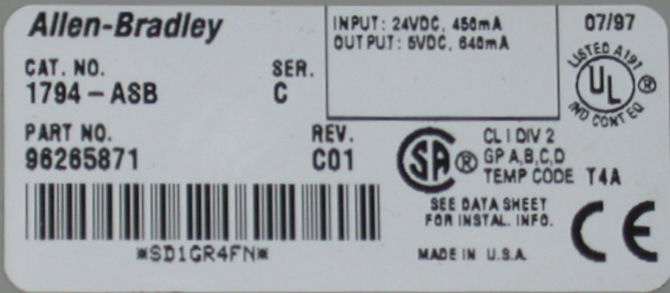 Allen-Bradley
CAT. NO. SER.
1794-ASB C
PART NO. REV.
96265871 C01
*SD1GR4FN*
INPUT: 24VDC, 450mA
OUTPUT: 5VDC, 640mA
07/97
LISTED A191
UL ®
IND CONT EQ
SA ®
CL I DIV 2
GP A,B,C,D
TEMP CODE T4A
SEE DATA SHEET
FOR INSTAL. INFO.
MADE IN U.S.A.
CE